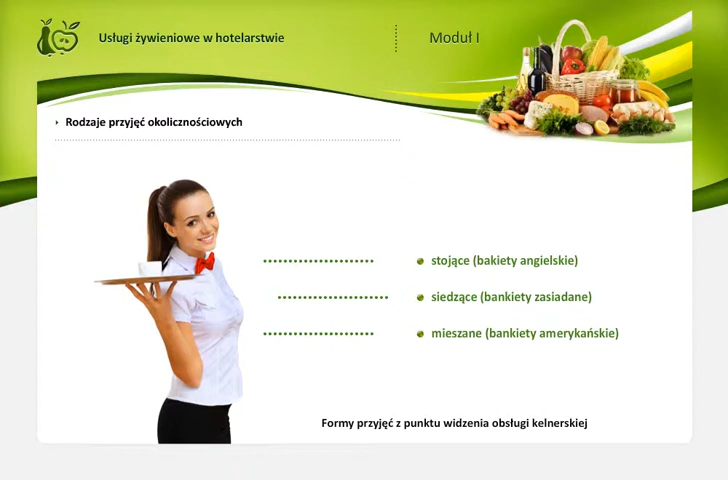 Usługi żywieniowe w hotelarstwie
Moduł I
Rodzaje przyjęć okolicznościowych
stojące (bakiety angielskie)
siedzące (bankiety zasiadane)
mieszane (bankiety amerykańskie)
Formy przyjęć z punktu widzenia obsługi kelnerskiej